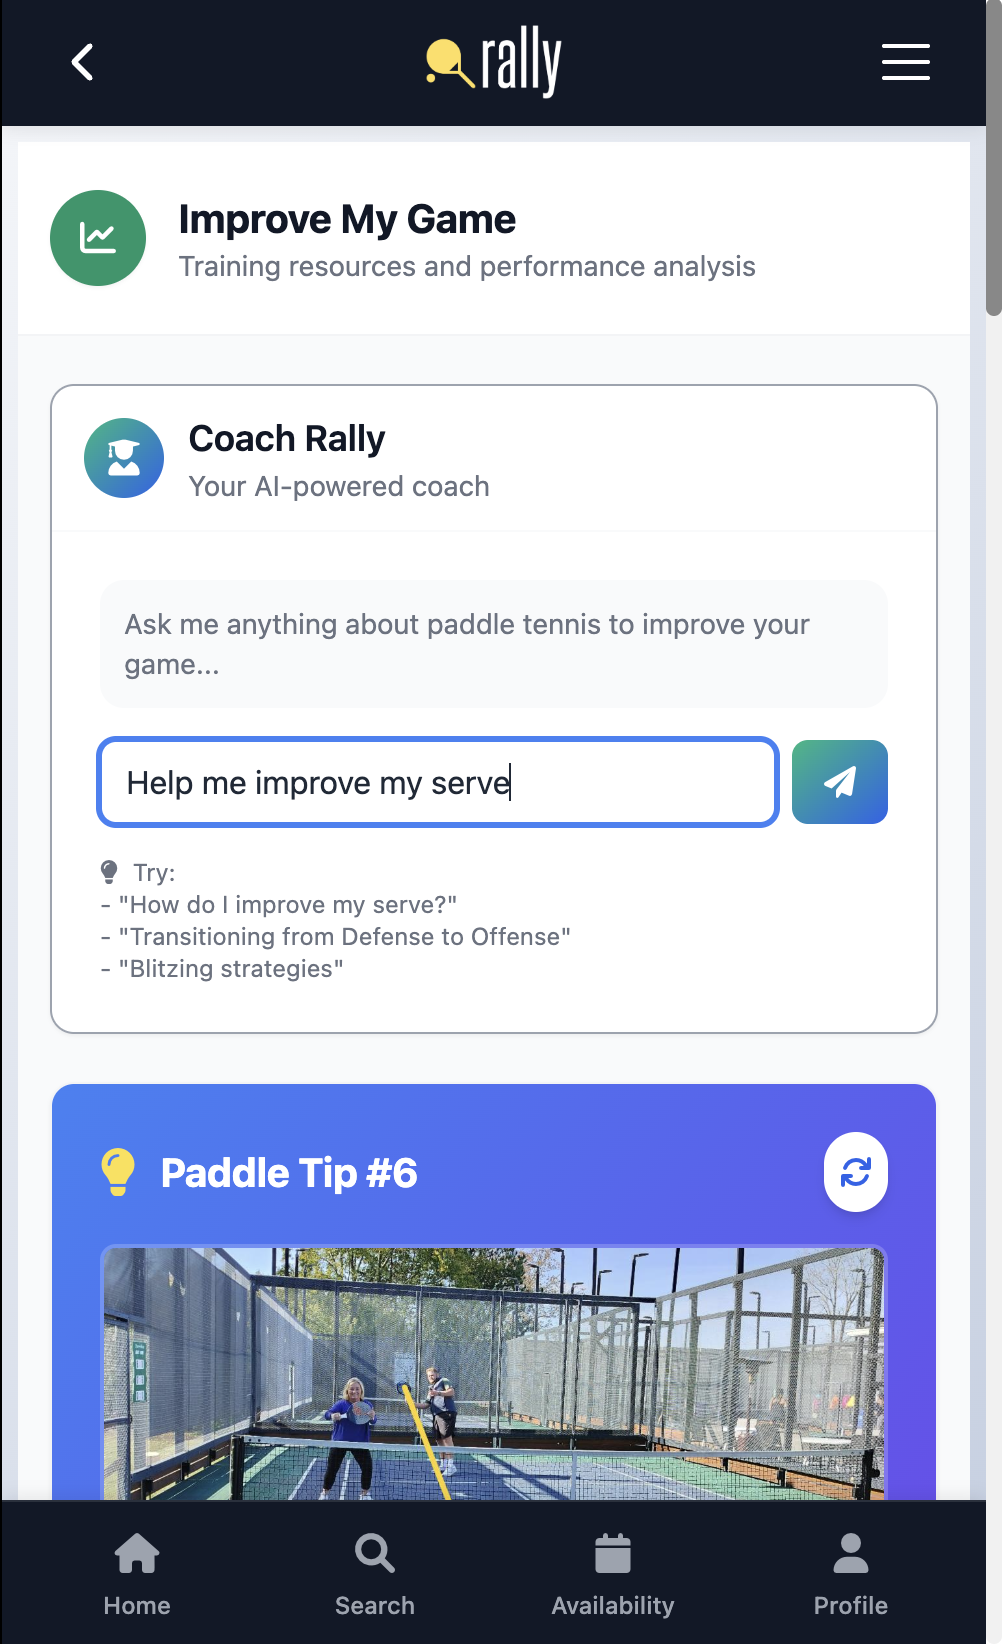 rally
Improve My Game
Training resources and performance analysis
Coach Rally
Your AI-powered coach
Ask me anything about paddle tennis to improve your
game...
Help me improve my serve
Try:
- "How do I improve my serve?"
- "Transitioning from Defense to Offense"
- "Blitzing strategies"
Paddle Tip #6
Home
Search
Availability
Profile